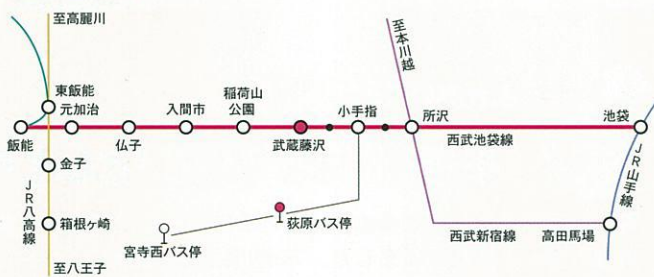 至高麗川
東飯能
元加治
飯能
仏子
入間市
稲荷山
公園
武蔵藤沢
小手指
至本川越
所沢
西武池袋線
池袋
JR山手線
金子
JR八高線
箱根ヶ崎
宮寺西バス停
荻原バス停
西武新宿線
高田馬場
至八王子